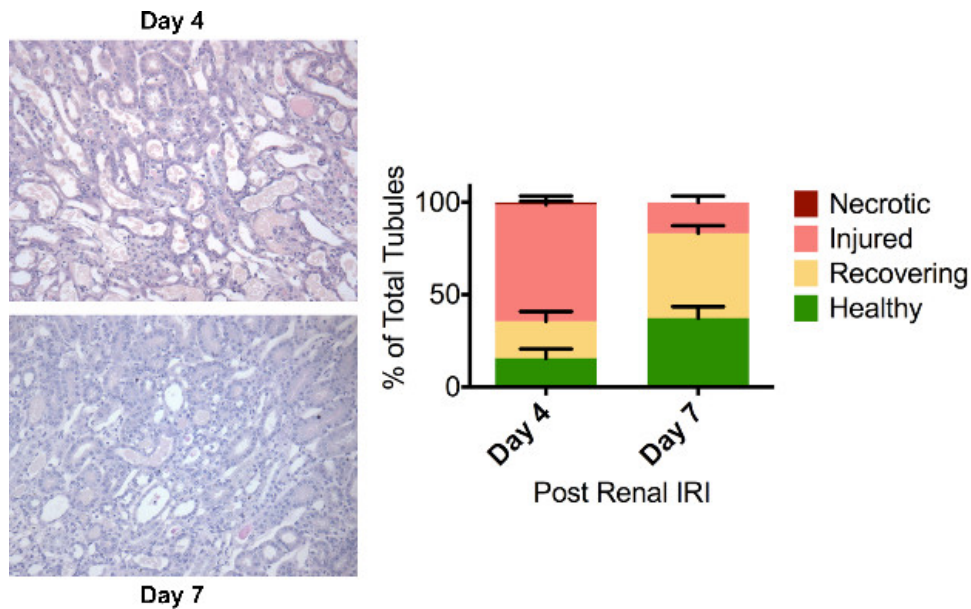 Day 4
Day 7
% of Total Tubules
100
50
0
Day 4
Day 7
Post Renal IRI
Necrotic
Injured
Recovering
Healthy